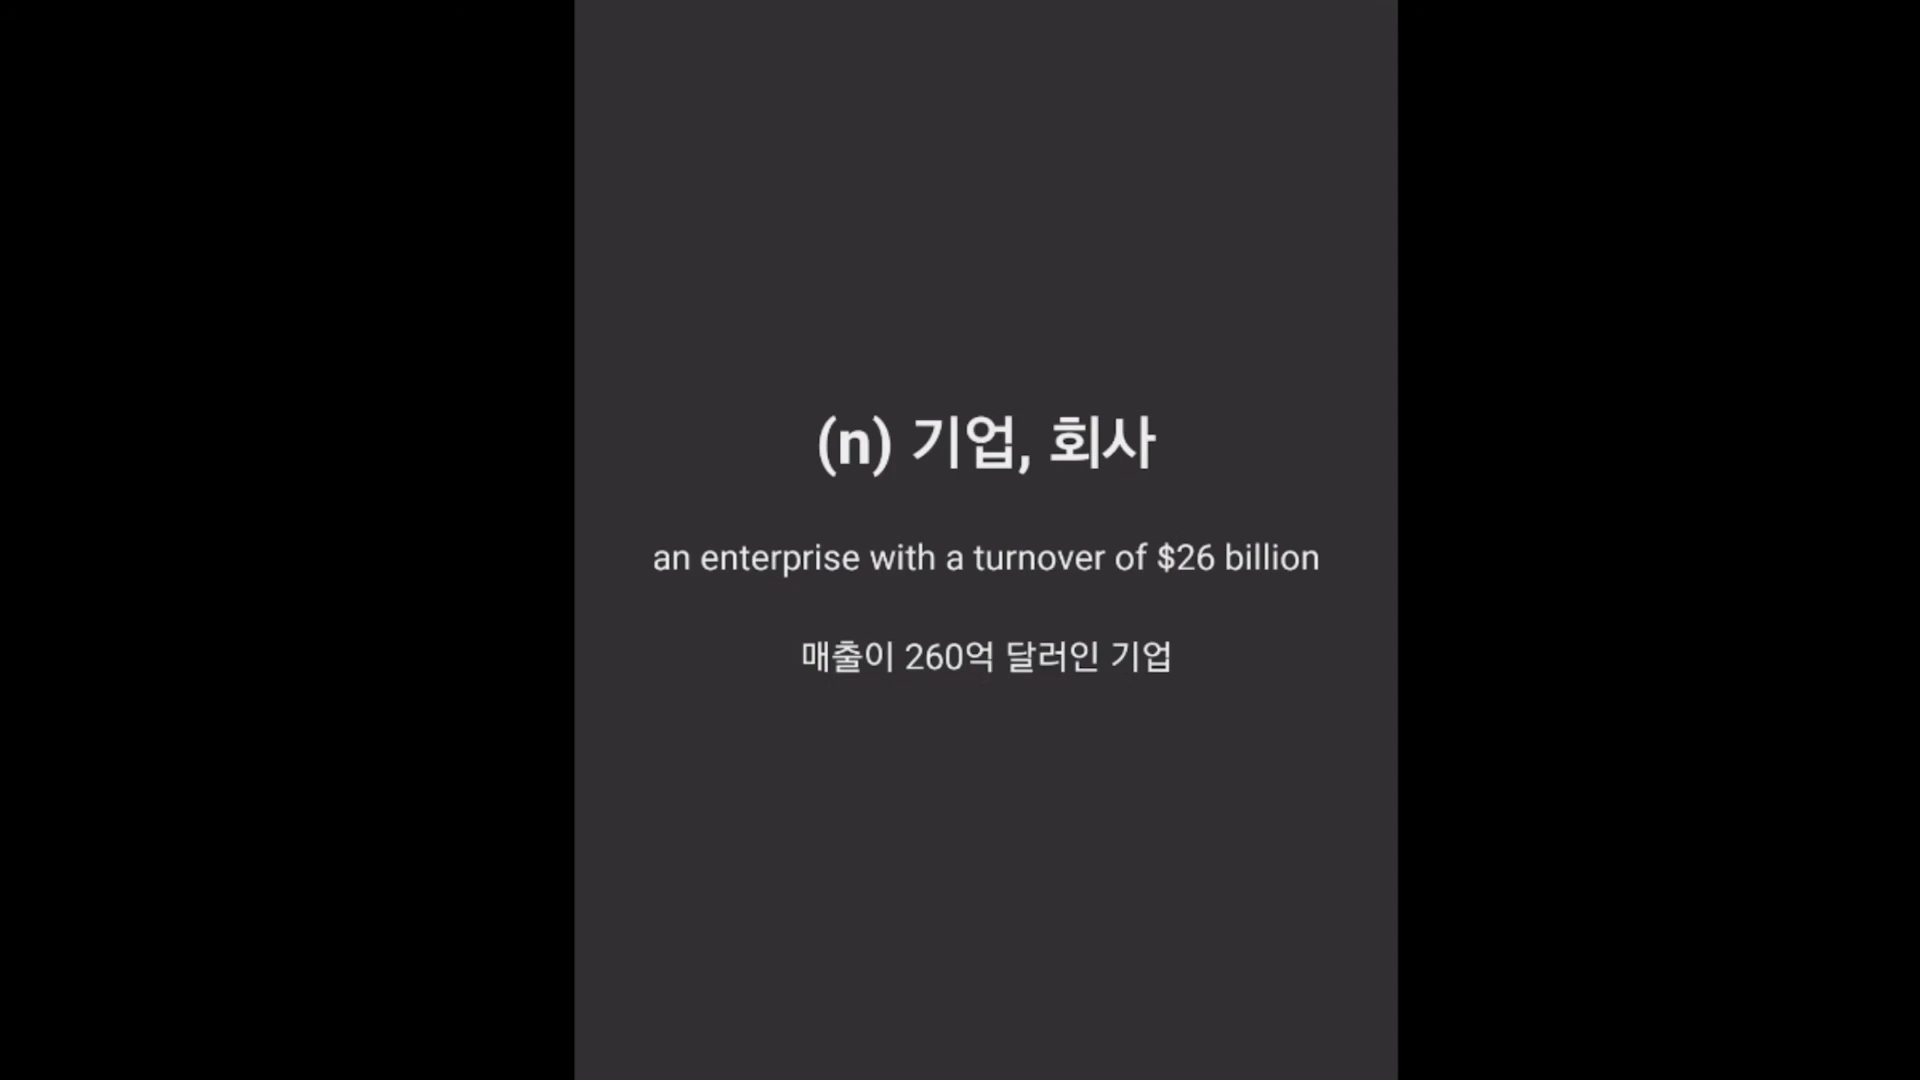 (n) 기업, 회사
an enterprise with a turnover of $26 billion
매출이 260억 달러인 기업